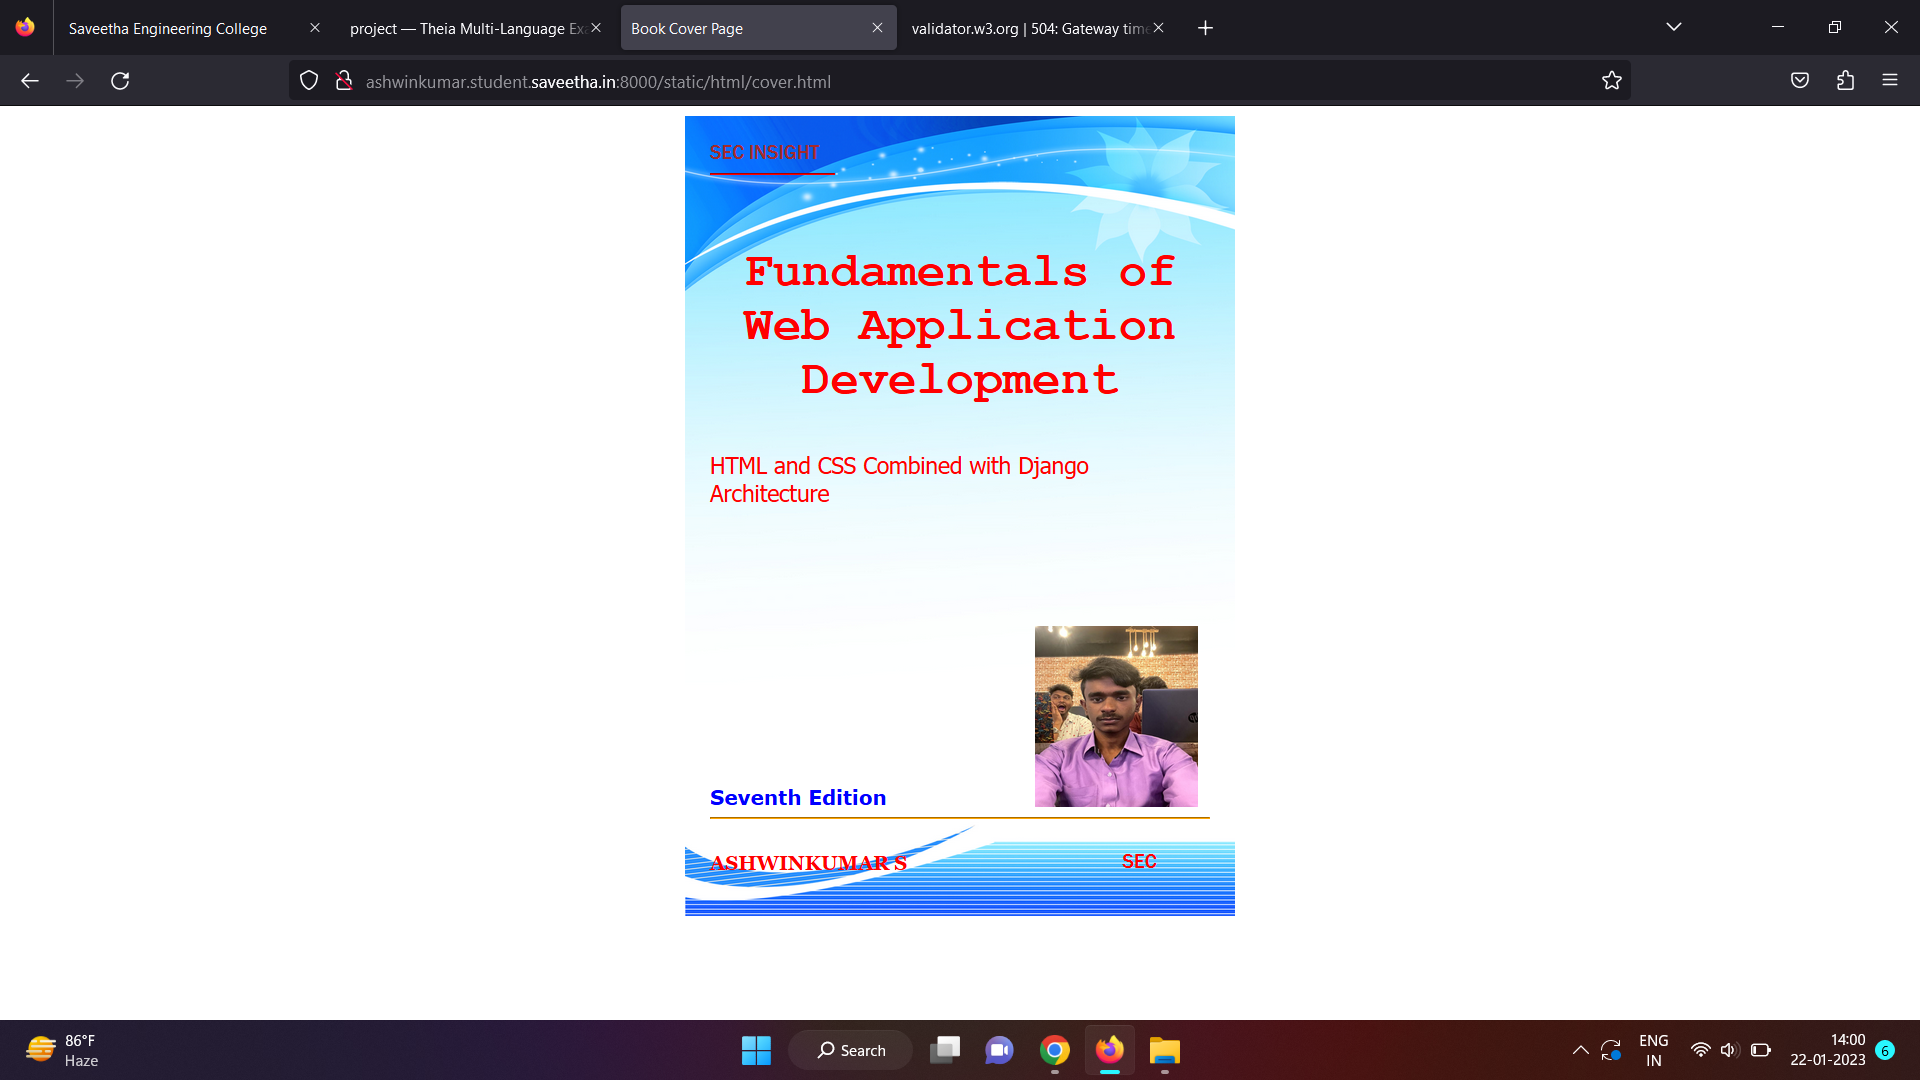 Saveetha Engineering College
project — Theia Multi-Language Exa
Book Cover Page
validator.w3.org | 504: Gateway time
ashwinkumar.student.saveetha.in:8000/static/html/cover.html
SEC INSIGHT
Fundamentals of
Web Application
Development
HTML and CSS Combined with Django
Architecture
Seventh Edition
ASHWINKUMAR S
SEC
86°F
Haze
Search
ENG
IN
14:00
22-01-2023
6